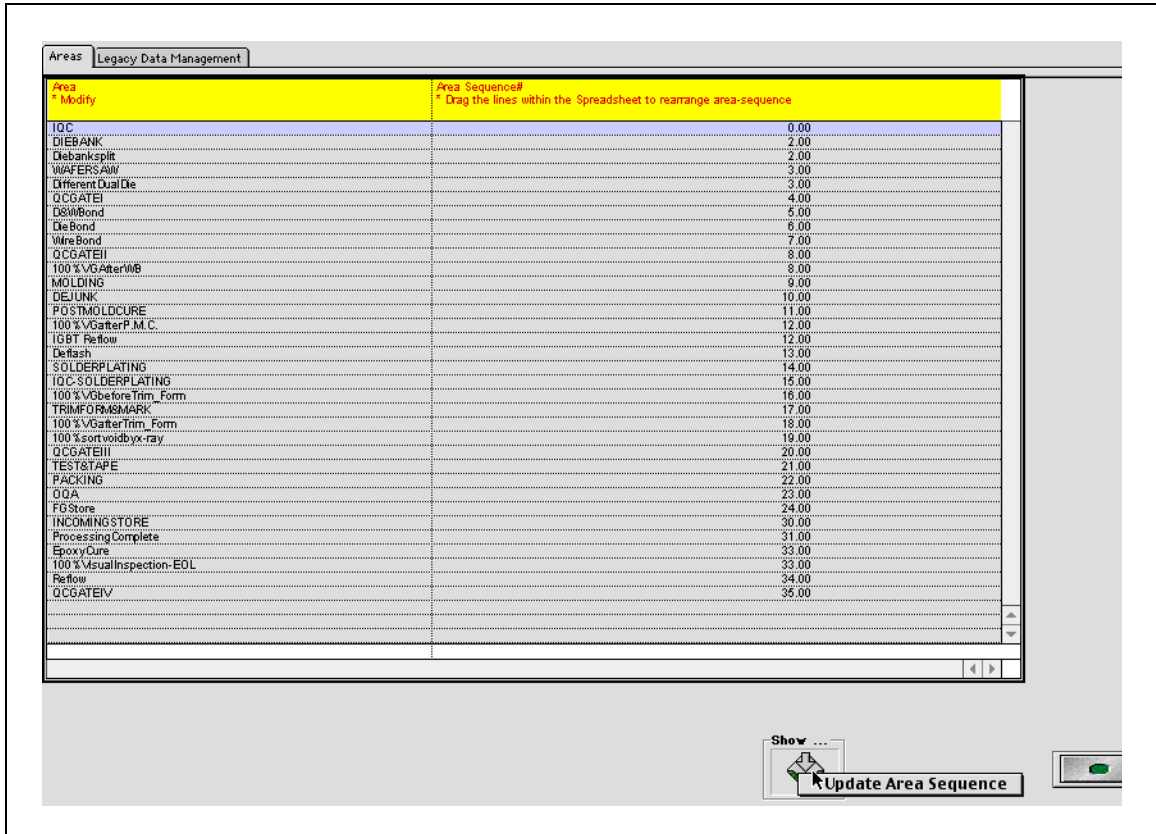 Areas Legacy Data Management
Area Area Sequence#
* Modify * Drag the lines within the Spreadsheet to rearrange area-sequence
IQC 0.00
DIEBANK 2.00
Diebanksplit 2.00
WAFERSAW 3.00
DifferentDualDie 3.00
QCGATEI 4.00
D&WBond 5.00
DieBond 6.00
WireBond 7.00
QCGATEII 8.00
100%VGAfterWB 8.00
MOLDING 9.00
DEJUNK 10.00
POSTMOLDCURE 11.00
100%VGafterP.M.C. 12.00
IGBT Reflow 12.00
Deflash 13.00
SOLDERPLATING 14.00
IQC-SOLDERPLATING 15.00
100%VGbeforeTrim_Form 16.00
TRIMFORM&MARK 17.00
100%VGafterTrim_Form 18.00
100%sortvoidbyx-ray 19.00
QCGATEIII 20.00
TEST&TAPE 21.00
PACKING 22.00
OQA 23.00
FGStore 24.00
INCOMINGSTORE 30.00
ProcessingComplete 31.00
EpoxyCure 33.00
100%VisualInspection-EOL 33.00
Reflow 34.00
QCGATEIV 35.00
Show ...
Update Area Sequence